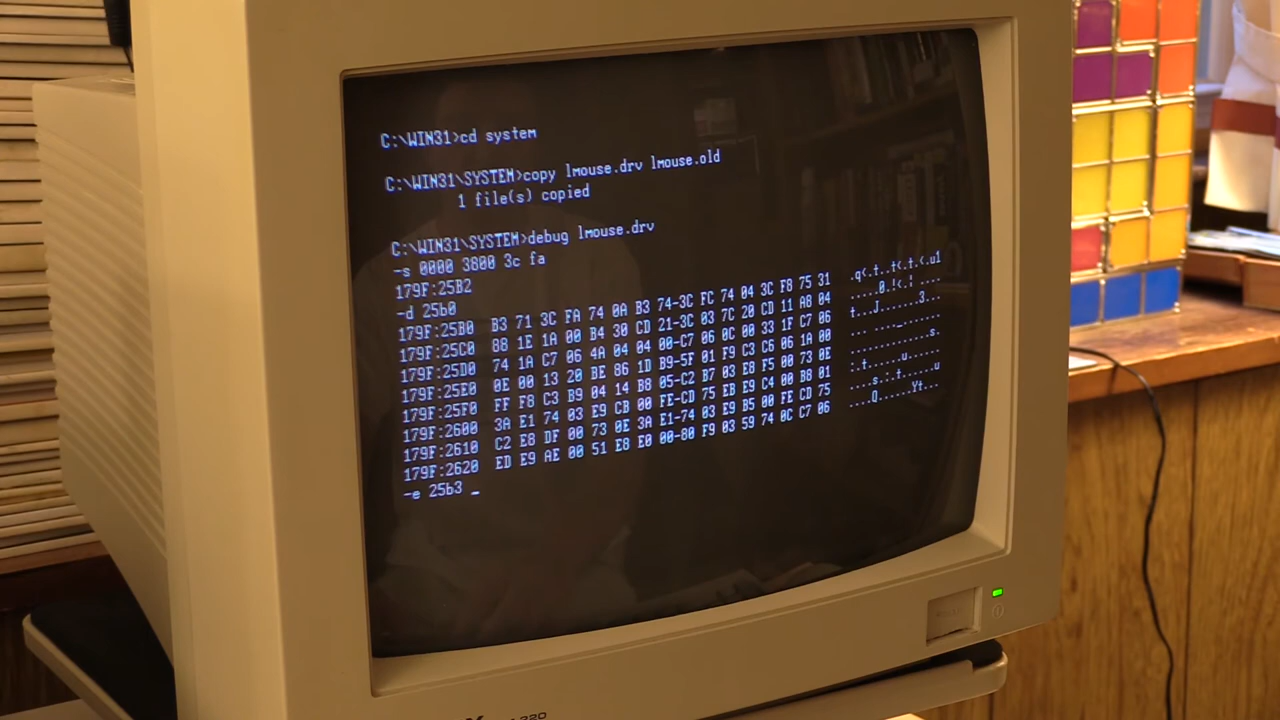 C:\WIN31>cd system
C:\WIN31\SYSTEM>copy lmouse.drv lmouse.old
1 file(s) copied
C:\WIN31\SYSTEM>debug lmouse.drv
-s 0000 3800 3c fa
179F:25B2
-d 25b0
179F:25B0 B3 71 3C FA 74 0A B3 74-3C FC 74 04 3C F8 75 31 .q<.t..t<.t.<.u1
179F:25C0 88 1E 1A 00 B4 30 CD 21-3C 03 7C 20 CD 11 A8 04 .....0.!<.| ....
179F:25D0 74 1A C7 06 4A 04 04 00-C7 06 0C 00 33 1F C7 06 t...J.......3...
179F:25E0 0E 00 13 20 BE 86 1D B9-5F 01 F9 C3 C6 06 1A 00 ... ...._.......
179F:25F0 FF F8 C3 B9 04 14 B8 05-C2 B7 03 E8 F5 00 73 0E ..............s.
179F:2600 3A E1 74 03 E9 CB 00 FE-CD 75 EB E9 C4 00 B8 01 :.t......u......
179F:2610 C2 E8 DF 00 73 0E 3A E1-74 03 E9 B5 00 FE CD 75 ....s.:.t......u
179F:2620 ED E9 AE 00 51 E8 E0 00-80 F9 03 59 74 0C C7 06 ....Q......Yt...
-e 25b3 _